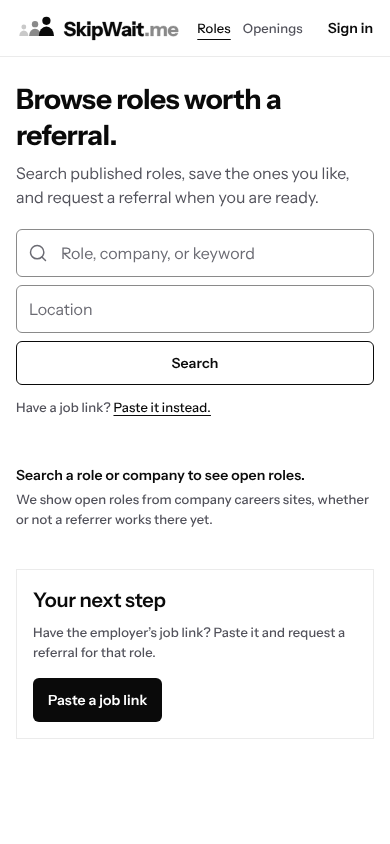 SkipWait.me
Roles
Openings
Sign in
Browse roles worth a
referral.
Search published roles, save the ones you like,
and request a referral when you are ready.
Role, company, or keyword
Location
Search
Have a job link? Paste it instead.
Search a role or company to see open roles.
We show open roles from company careers sites, whether
or not a referrer works there yet.
Your next step
Have the employer’s job link? Paste it and request a
referral for that role.
Paste a job link